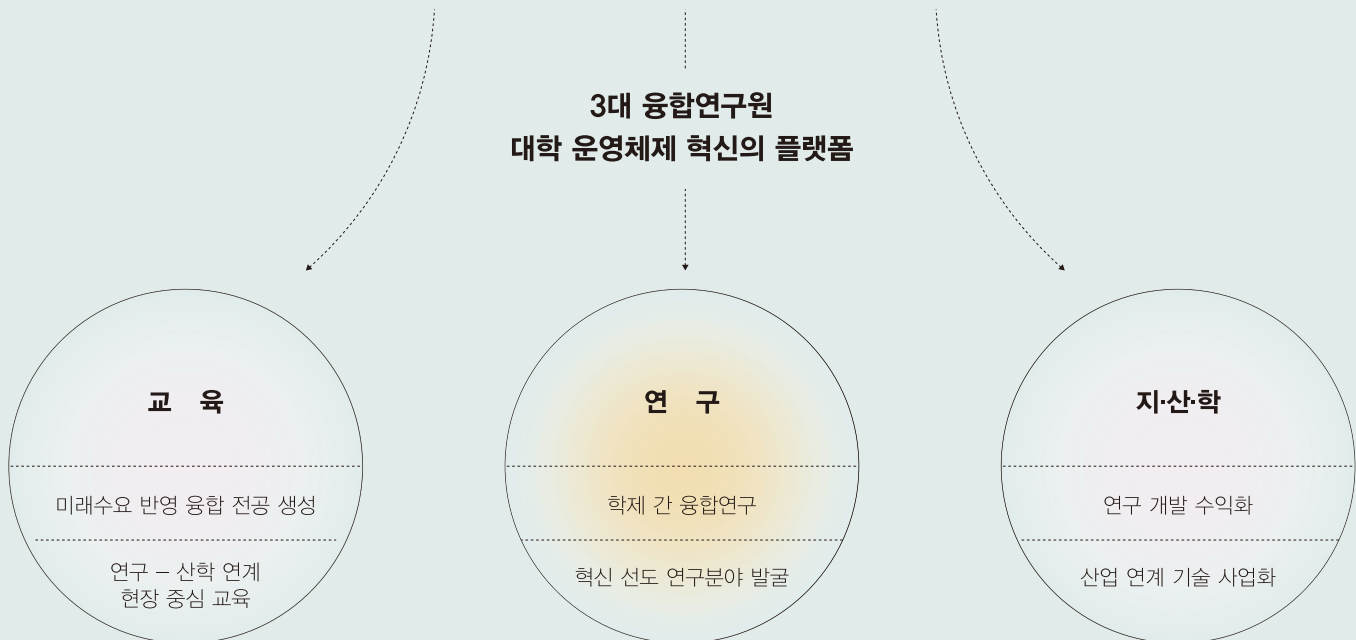 3대 융합연구원
대학 운영체제 혁신의 플랫폼
교 육
미래수요 반영 융합 전공 생성
연구 – 산학 연계
현장 중심 교육
연 구
학제 간 융합연구
혁신 선도 연구분야 발굴
지·산·학
연구 개발 수익화
산업 연계 기술 사업화